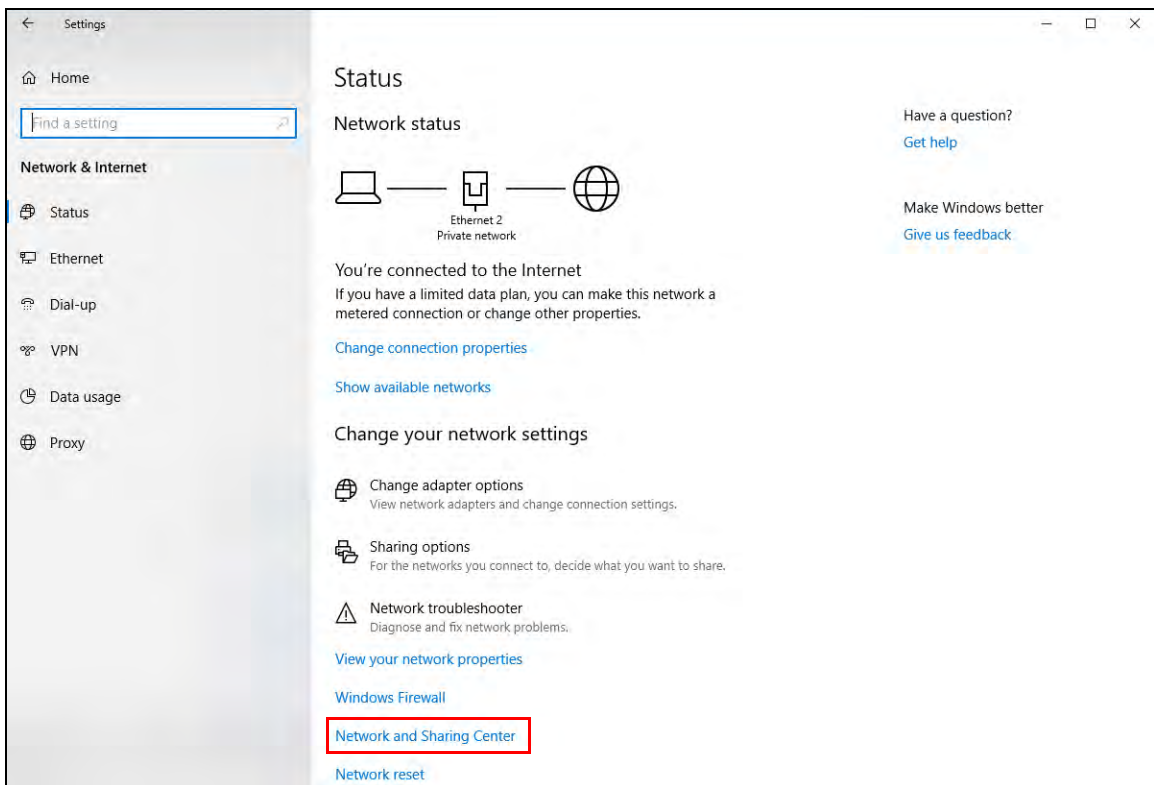 Settings
Home
Find a setting
Network & Internet
Status
Ethernet
Dial-up
VPN
Data usage
Proxy
Status
Network status
Ethernet 2
Private network
You're connected to the Internet
If you have a limited data plan, you can make this network a
metered connection or change other properties.
Change connection properties
Show available networks
Change your network settings
Change adapter options
View network adapters and change connection settings.
Sharing options
For the networks you connect to, decide what you want to share.
Network troubleshooter
Diagnose and fix network problems.
View your network properties
Windows Firewall
Network and Sharing Center
Network reset
Have a question?
Get help
Make Windows better
Give us feedback